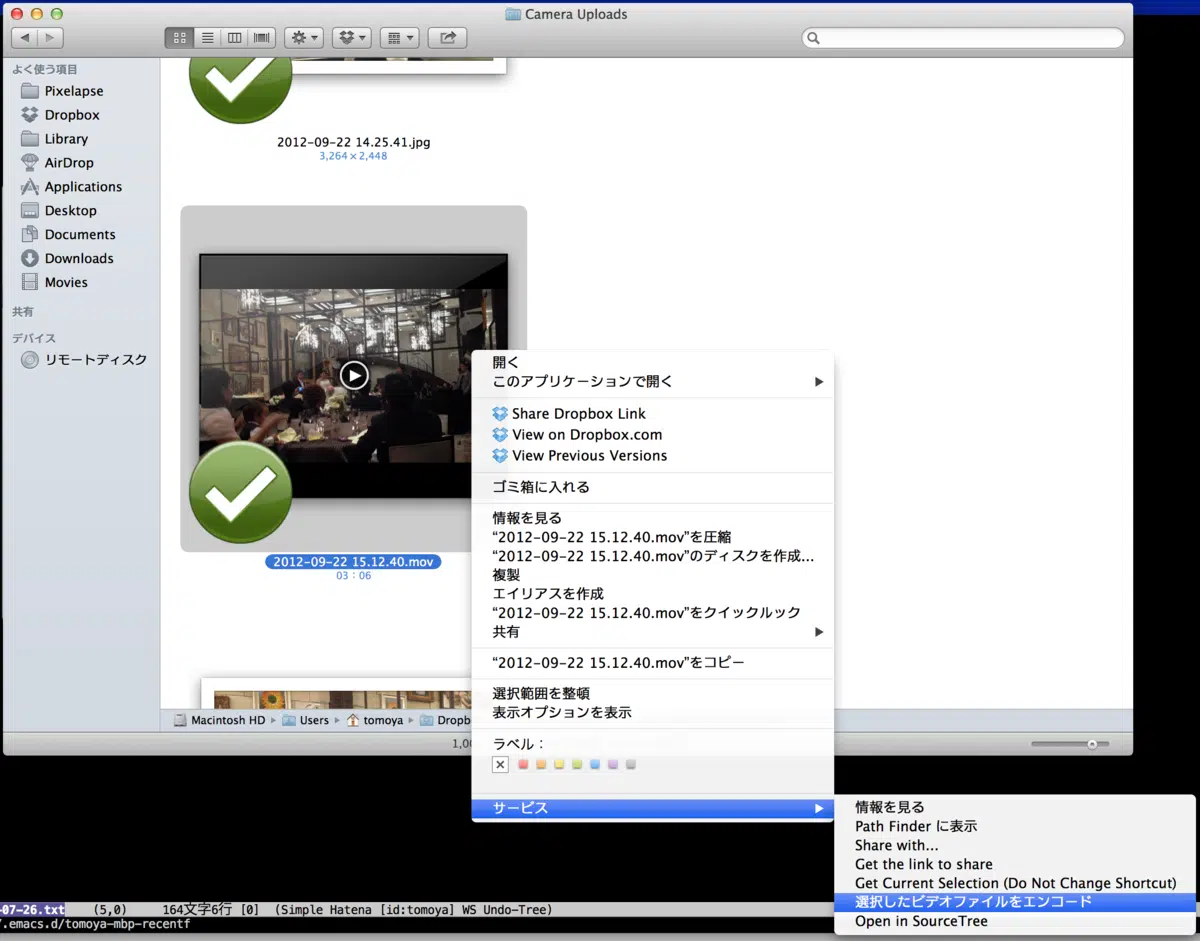 Camera Uploads
よく使う項目
Pixelapse
Dropbox
Library
AirDrop
Applications
Desktop
Documents
Downloads
Movies
共有
デバイス
リモートディスク
2012-09-22 14.25.41.jpg
3,264×2,448
2012-09-22 15.12.40.mov
03：06
開く
このアプリケーションで開く
Share Dropbox Link
View on Dropbox.com
View Previous Versions
ゴミ箱に入れる
情報を見る
“2012-09-22 15.12.40.mov”を圧縮
“2012-09-22 15.12.40.mov”のディスクを作成...
複製
エイリアスを作成
“2012-09-22 15.12.40.mov”をクイックルック
共有
“2012-09-22 15.12.40.mov”をコピー
選択範囲を整頓
表示オプションを表示
ラベル：
サービス
情報を見る
Path Finder に表示
Share with...
Get the link to share
Get Current Selection (Do Not Change Shortcut)
選択したビデオファイルをエンコード
Open in SourceTree
Macintosh HD Users tomoya Dropb
1,00
-07-26.txt (5,0) 164文字6行 [0] (Simple Hatena [id:tomoya] WS Undo-Tree)
/.emacs.d/tomoya-mbp-recentf